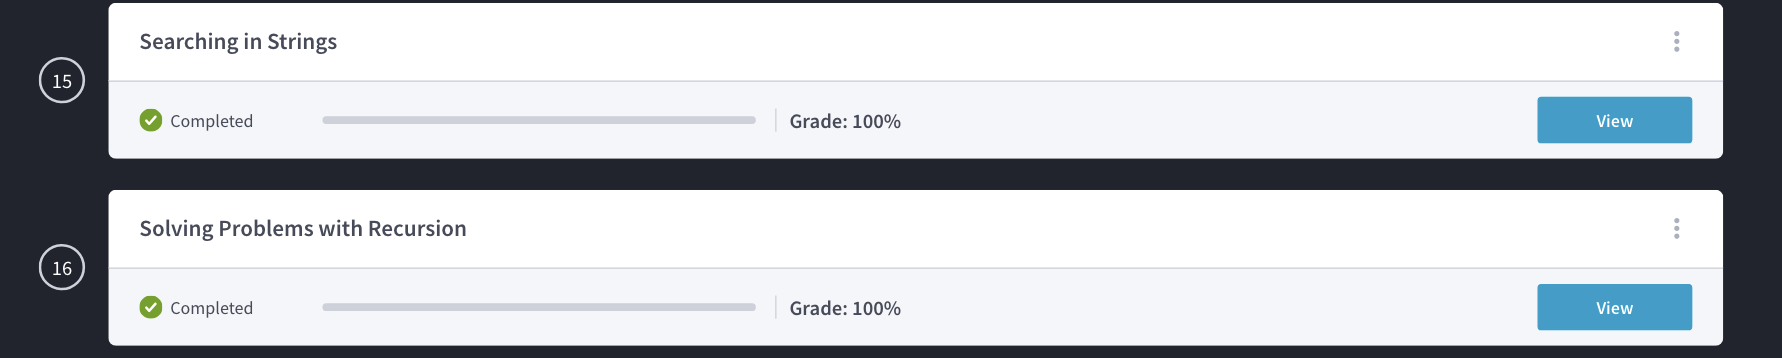 Searching in Strings
15
Completed
Grade: 100%
View
Solving Problems with Recursion
16
Completed
Grade: 100%
View